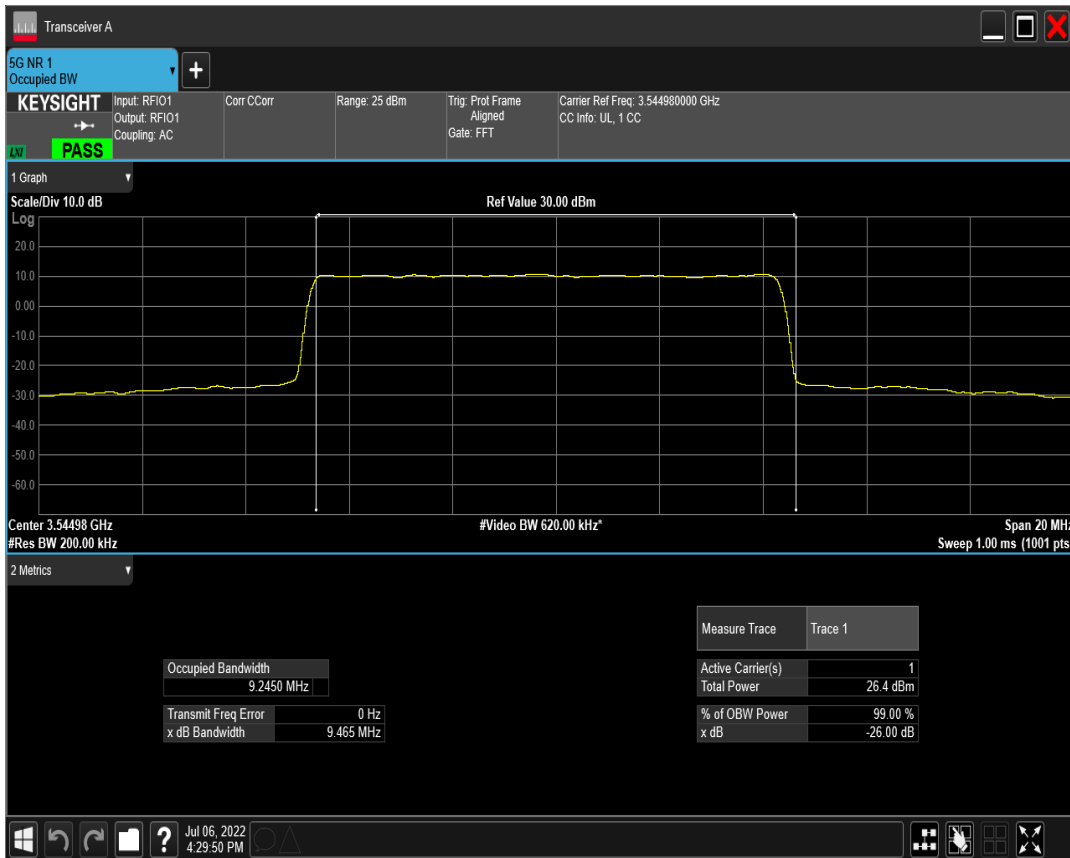 Transceiver A
5G NR 1
Occupied BW
+
KEYSIGHT
LXI
PASS
Input: RFIO1
Output: RFIO1
Coupling: AC
Corr CCorr
Range: 25 dBm
Trig: Prot Frame
Aligned
Gate: FFT
Carrier Ref Freq: 3.544980000 GHz
CC Info: UL, 1 CC
1 Graph
Scale/Div 10.0 dB
Ref Value 30.00 dBm
Log
20.0
10.0
0.00
-10.0
-20.0
-30.0
-40.0
-50.0
-60.0
Center 3.54498 GHz
#Video BW 620.00 kHz*
Span 20 MHz
#Res BW 200.00 kHz
Sweep 1.00 ms (1001 pts
2 Metrics
Measure Trace Trace 1
Occupied Bandwidth
9.2450 MHz
Active Carrier(s) 1
Total Power 26.4 dBm
Transmit Freq Error 0 Hz
x dB Bandwidth 9.465 MHz
% of OBW Power 99.00 %
x dB -26.00 dB
?
Jul 06, 2022
4:29:50 PM